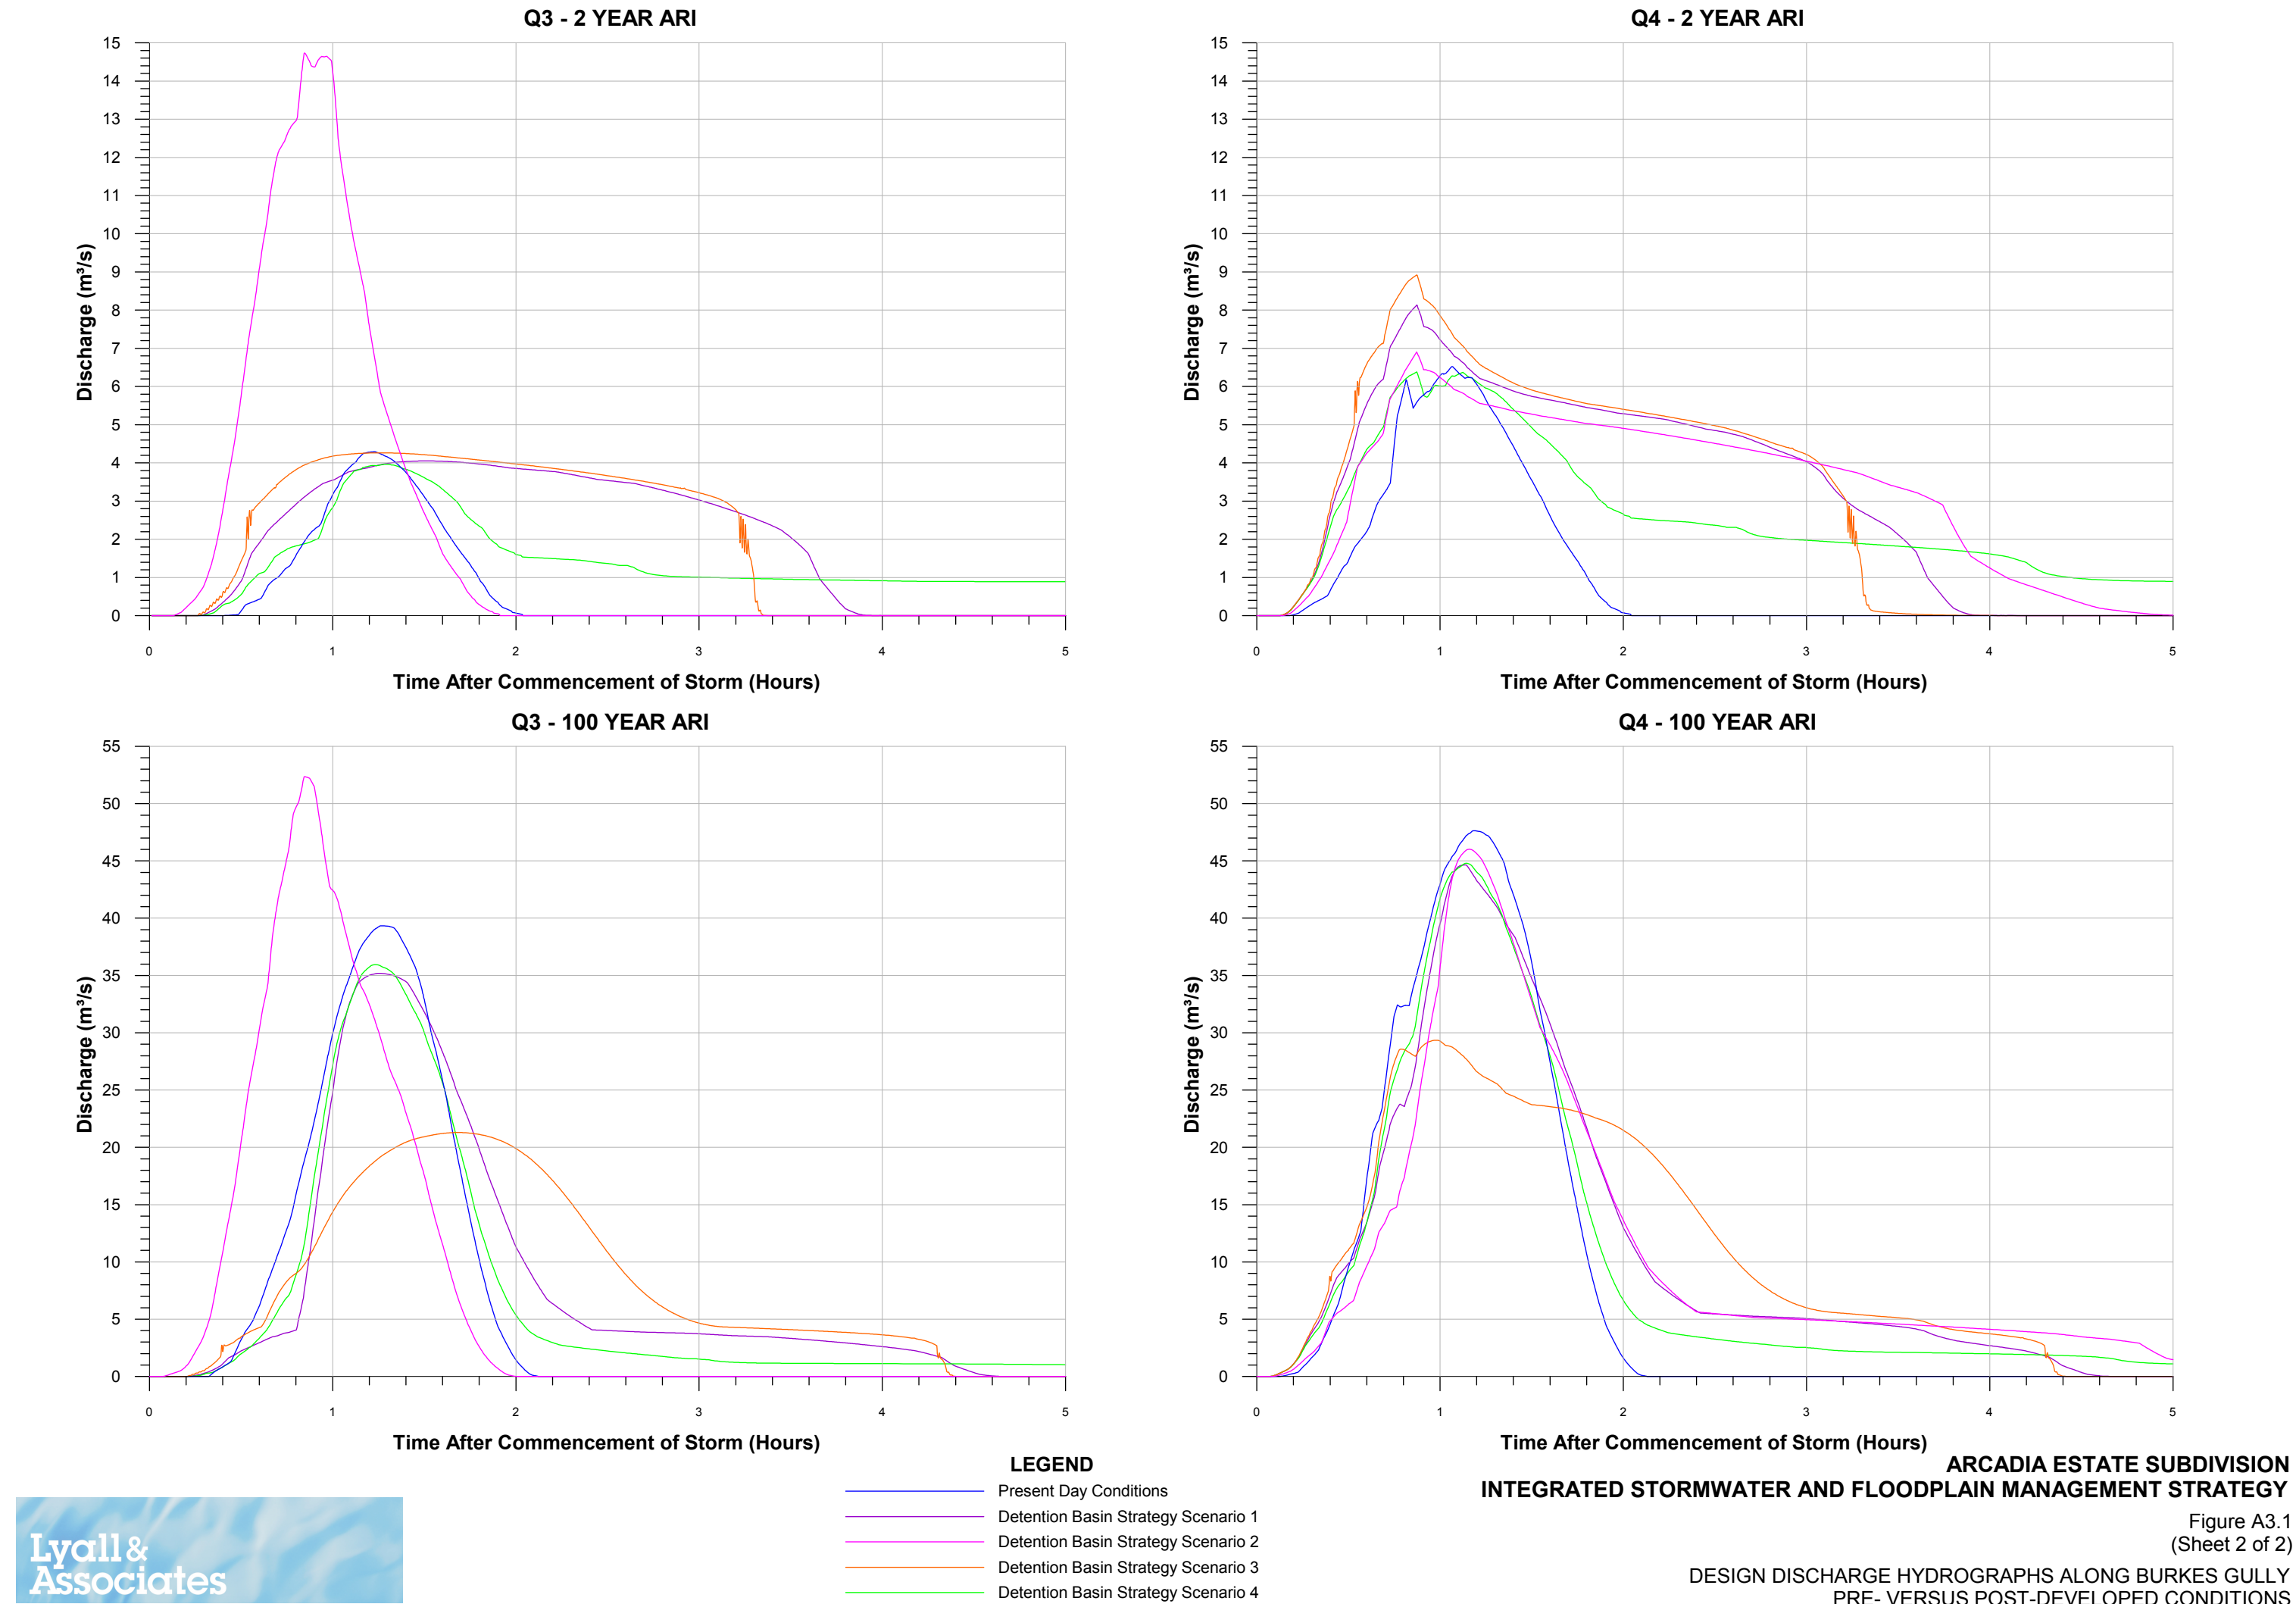 Q3 - 2 YEAR ARI
15
14
13
12
11
10
9
8
7
6
5
4
3
2
1
0
Discharge (m³/s)
0 1 2 3 4 5
Time After Commencement of Storm (Hours)
Q4 - 2 YEAR ARI
15
14
13
12
11
10
9
8
7
6
5
4
3
2
1
0
Discharge (m³/s)
0 1 2 3 4 5
Time After Commencement of Storm (Hours)
Q3 - 100 YEAR ARI
55
50
45
40
35
30
25
20
15
10
5
0
Discharge (m³/s)
0 1 2 3 4 5
Time After Commencement of Storm (Hours)
Q4 - 100 YEAR ARI
55
50
45
40
35
30
25
20
15
10
5
0
Discharge (m³/s)
0 1 2 3 4 5
Time After Commencement of Storm (Hours)
LEGEND
Present Day Conditions
Detention Basin Strategy Scenario 1
Detention Basin Strategy Scenario 2
Detention Basin Strategy Scenario 3
Detention Basin Strategy Scenario 4
Lyall &
Associates
ARCADIA ESTATE SUBDIVISION
INTEGRATED STORMWATER AND FLOODPLAIN MANAGEMENT STRATEGY
Figure A3.1
(Sheet 2 of 2)
DESIGN DISCHARGE HYDROGRAPHS ALONG BURKES GULLY
PRE- VERSUS POST-DEVELOPED CONDITIONS